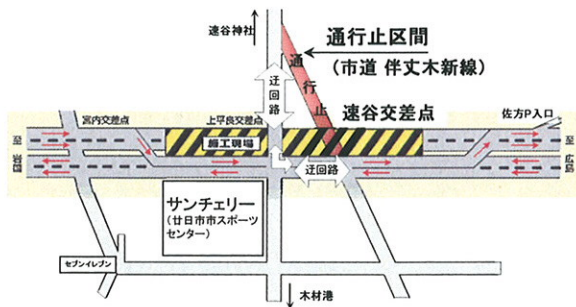 速谷神社
通行止区間
(市道 伴丈木新線)
通行止
迂回路
速谷交差点
宮内交差点
上平良交差点
佐方P入口
施工現場
至 岩国
至 広島
迂回路
サンチェリー
(廿日市市スポーツ
センター)
セブンイレブン
木材港